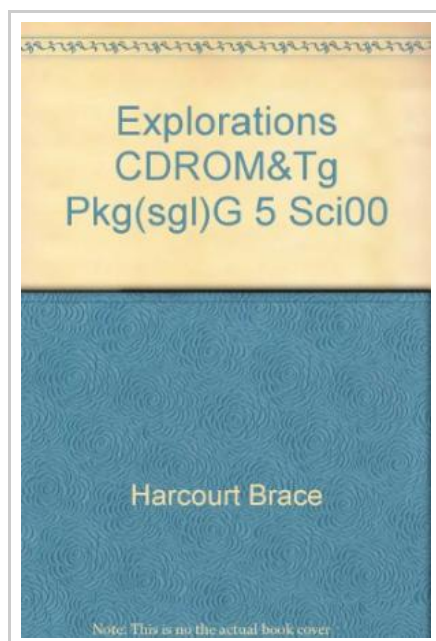 Explorations
CDROM&Tg
Pkg(sgl)G 5 Sci00
Harcourt Brace
Note: This is no the actual book cover